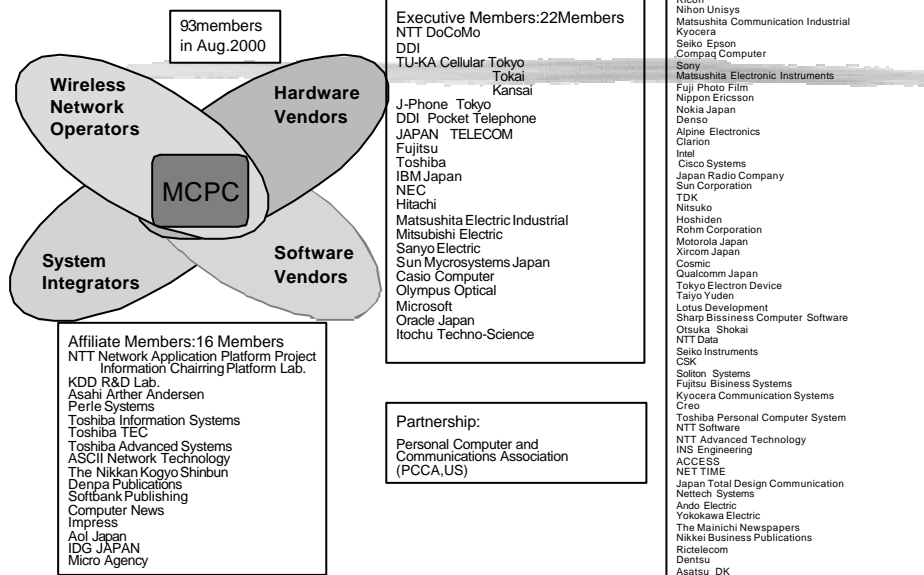 93members
in Aug.2000
Wireless
Network
Operators
Hardware
Vendors
MCPC
System
Integrators
Software
Vendors
Affiliate Members:16 Members
NTT Network Application Platform Project
Information Chairring Platform Lab.
KDD R&D Lab.
Asahi Arther Andersen
Perle Systems
Toshiba Information Systems
Toshiba TEC
Toshiba Advanced Systems
ASCII Network Technology
The Nikkan Kogyo Shinbun
Denpa Publications
Softbank Publishing
Computer News
Impress
Aol Japan
IDG JAPAN
Micro Agency
Executive Members:22Members
NTT DoCoMo
DDI
TU-KA Cellular Tokyo
Tokai
Kansai
J-Phone Tokyo
DDI Pocket Telephone
JAPAN TELECOM
Fujitsu
Toshiba
IBM Japan
NEC
Hitachi
Matsushita Electric Industrial
Mitsubishi Electric
Sanyo Electric
Sun Mycrosystems Japan
Casio Computer
Olympus Optical
Microsoft
Oracle Japan
Itochu Techno-Science
Partnership:
Personal Computer and
Communications Association
(PCCA,US)
Ricoh
Nihon Unisys
Matsushita Communication Industrial
Kyocera
Seiko Epson
Compaq Computer
Sony
Matsushita Electronic Instruments
Fuji Photo Film
Nippon Ericsson
Nokia Japan
Denso
Alpine Electronics
Clarion
Intel
Cisco Systems
Japan Radio Company
Sun Corporation
TDK
Nitsuko
Hoshiden
Rohm Corporation
Motorola Japan
Xircom Japan
Cosmic
Qualcomm Japan
Tokyo Electron Device
Taiyo Yuden
Lotus Development
Sharp Bissiness Computer Software
Otsuka Shokai
NTT Data
Seiko Instruments
CSK
Soliton Systems
Fujitsu Bisiness Systems
Kyocera Communication Systems
Creo
Toshiba Personal Computer System
NTT Software
NTT Advanced Technology
INS Engineering
ACCESS
NET TIME
Japan Total Design Communication
Nettech Systems
Ando Electric
Yokokawa Electric
The Mainichi Newspapers
Nikkei Business Publications
Rictelecom
Dentsu
Asatsu DK